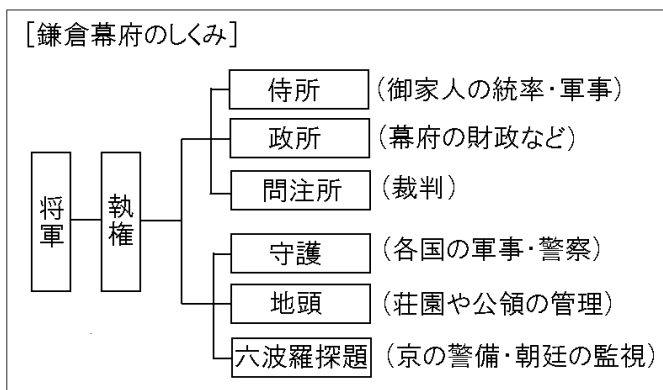 [鎌倉幕府のしくみ]
侍所 (御家人の統率・軍事)
政所 (幕府の財政など)
問注所 (裁判)
将軍
執権
守護 (各国の軍事・警察)
地頭 (荘園や公領の管理)
六波羅探題 (京の警備・朝廷の監視)